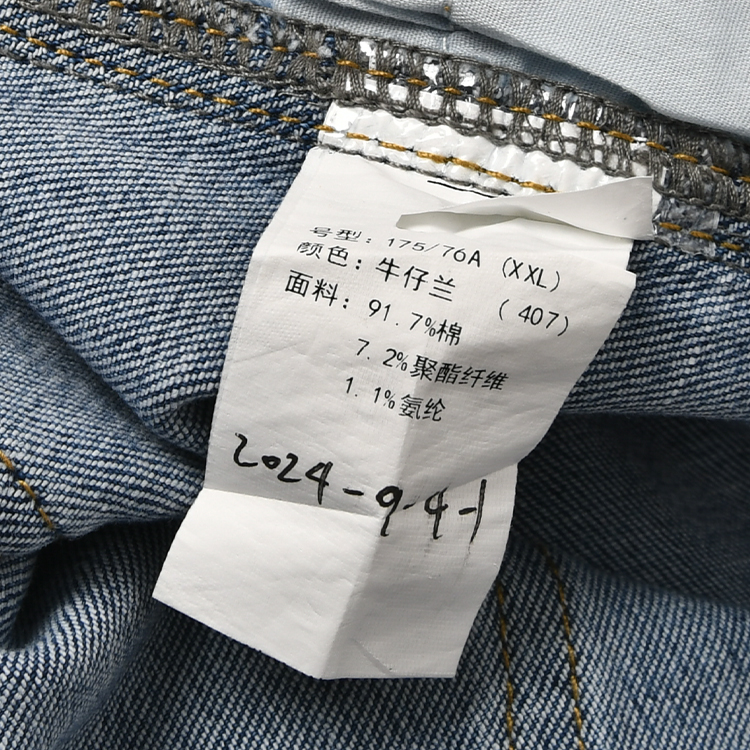 号型：175/76A (XXL)
颜色：牛仔兰 (407)
面料：91.7%棉
7.2%聚酯纤维
1.1%氨纶
2024-9-4-1